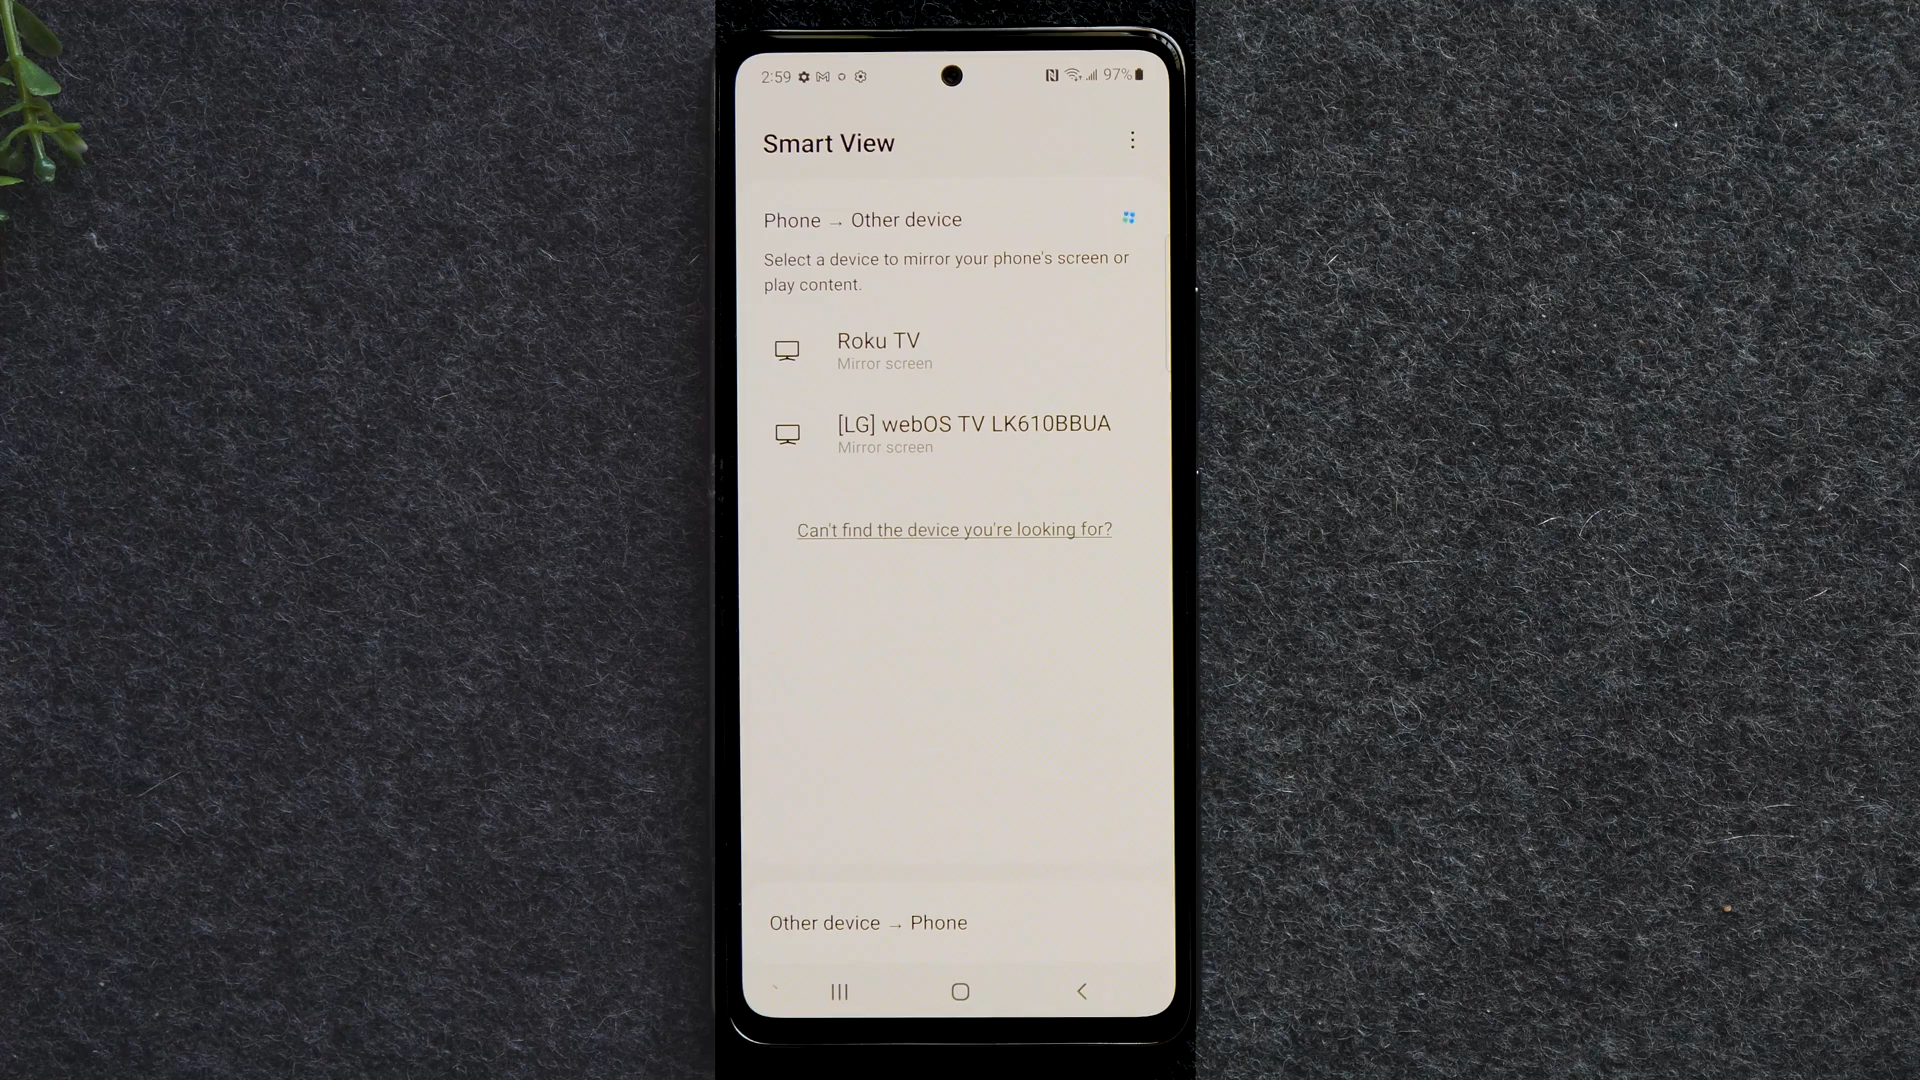 2:59 97%
Smart View
Phone → Other device
Select a device to mirror your phone's screen or
play content.
Roku TV
Mirror screen
[LG] webOS TV LK610BBUA
Mirror screen
Can't find the device you're looking for?
Other device → Phone